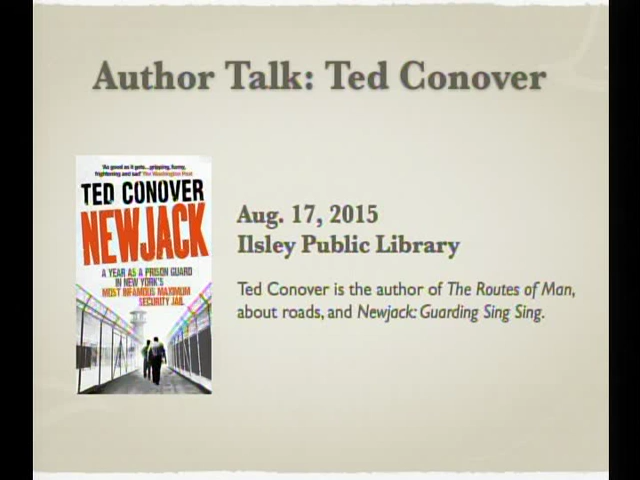 Author Talk: Ted Conover
'As good as it gets... gripping, funny,
frightening and sad' The Washington Post
TED CONOVER
NEWJACK
A YEAR AS A PRISON GUARD
IN NEW YORK'S
MOST INFAMOUS MAXIMUM
SECURITY JAIL
Aug. 17, 2015
Ilsley Public Library
Ted Conover is the author of The Routes of Man,
about roads, and Newjack: Guarding Sing Sing.